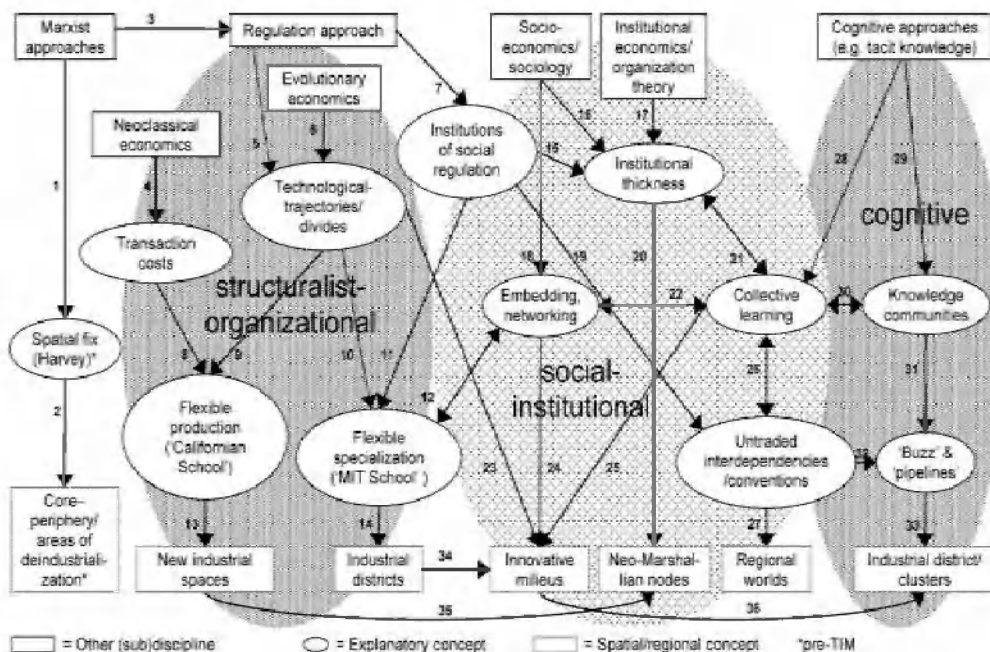 Marxist
approaches
3
Regulation approach
Socio-
economics/
sociology
Institutional
economics/
organization
theory
Cognitive approaches
(e.g. tacit knowledge)
Evolutionary
economics
7
Neoclassical
economics
5
6
Institutions
of social
regulation
16
17
15
Institutional
thickness
28
29
1
4
Technological-
trajectories/
divides
cognitive
Transaction
costs
structuralist-
organizational
18
19
20
21
Embedding,
networking
22
Collective
learning
30
Knowledge
communities
Spatial fix
(Harvey)*
8
9
10
11
2
12
social-
institutional
26
31
Flexible
production
('Californian
School')
Flexible
specialization
('MIT School' )
Untraded
interdependencies
/conventions
32
'Buzz' &
'pipelines
23
24
25
Core-
periphery/
areas of
deindustriali-
zation*
13
14
27
33
New industrial
spaces
Industrial
districts
34
Innovative
milieus
Neo-Marshal-
lian nodes
Regional
worlds
Industrial district/
clusters
35
36
= Other (sub)discipline
= Explanatory concept
= Spatial/regional concept
*pre-TIM